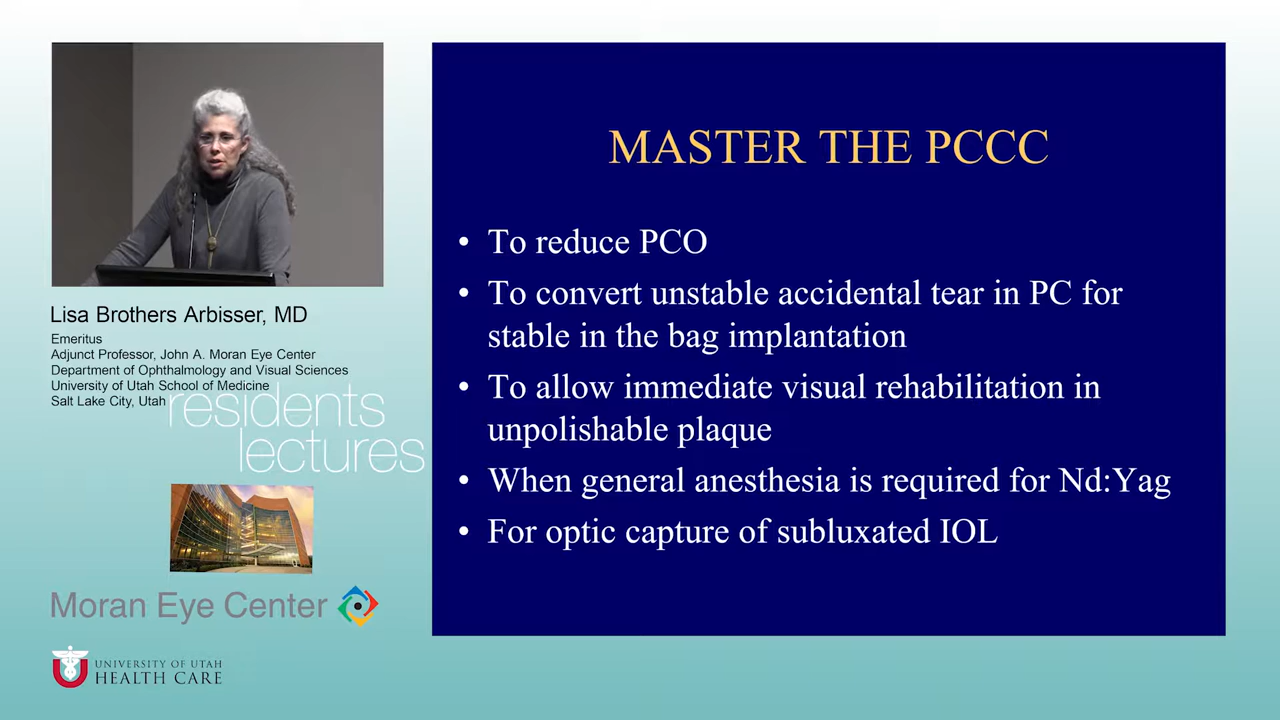 Lisa Brothers Arbisser, MD
Emeritus
Adjunct Professor, John A. Moran Eye Center
Department of Ophthalmology and Visual Sciences
University of Utah School of Medicine
Salt Lake City, Utah
residents
lectures
Moran Eye Center
UNIVERSITY OF UTAH
HEALTH CARE
MASTER THE PCCC
• To reduce PCO
• To convert unstable accidental tear in PC for
stable in the bag implantation
• To allow immediate visual rehabilitation in
unpolishable plaque
• When general anesthesia is required for Nd:Yag
• For optic capture of subluxated IOL